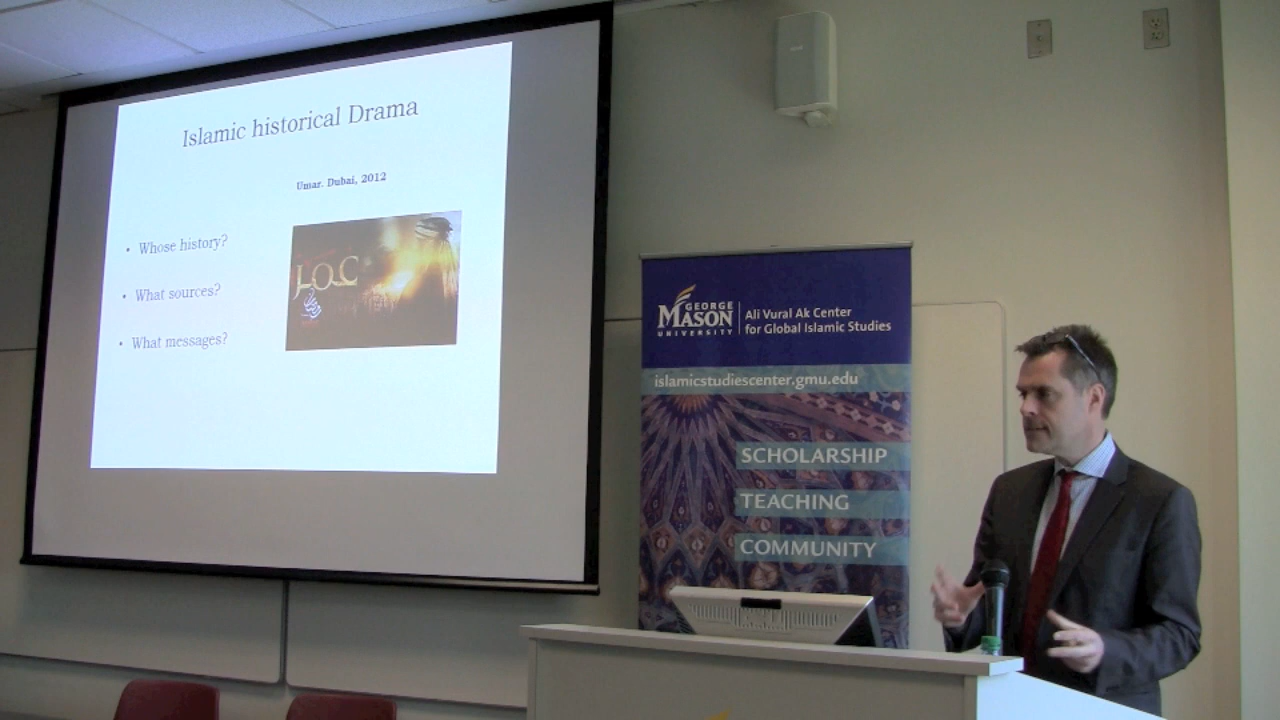 Islamic historical Drama
Umar. Dubai, 2012
• Whose history?
• What sources?
• What messages?
عمر
GEORGE
MASON
UNIVERSITY
Ali Vural Ak Center
for Global Islamic Studies
islamicstudiescenter.gmu.edu
SCHOLARSHIP
TEACHING
COMMUNITY